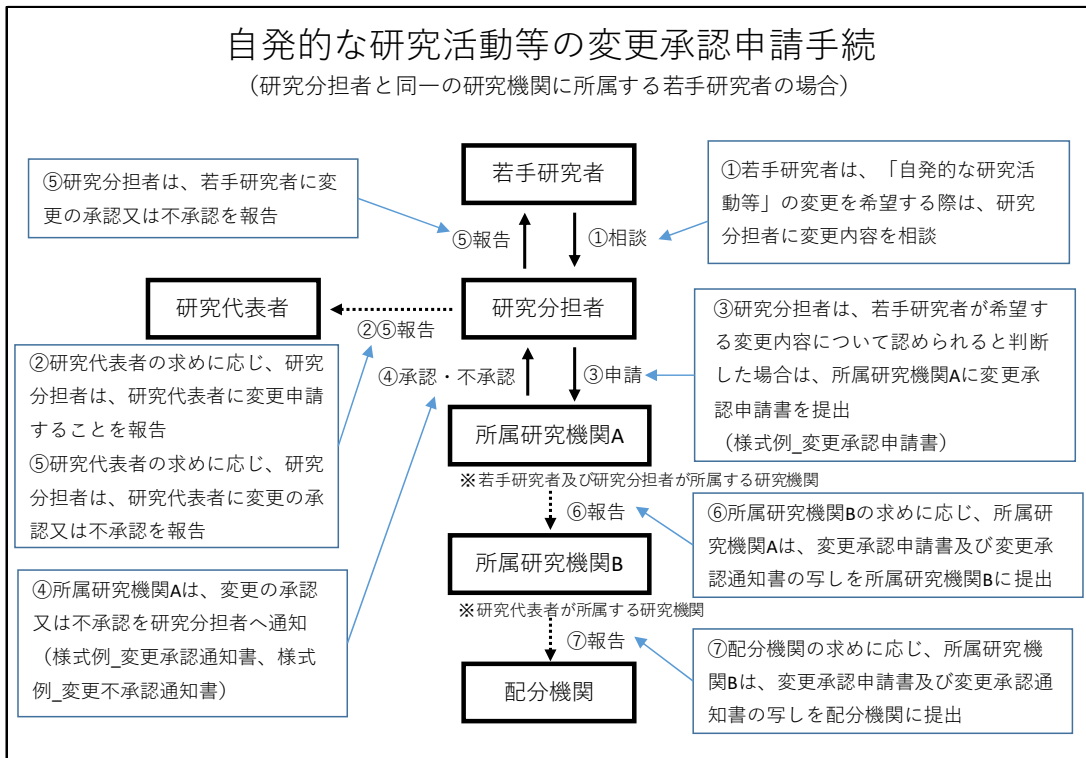 自発的な研究活動等の変更承認申請手続
（研究分担者と同一の研究機関に所属する若手研究者の場合）
若手研究者
⑤研究分担者は、若手研究者に変
更の承認又は不承認を報告
①若手研究者は、「自発的な研究活
動等」の変更を希望する際は、研究
分担者に変更内容を相談
⑤報告
①相談
研究代表者
研究分担者
②⑤報告
③研究分担者は、若手研究者が希望す
る変更内容について認められると判断
した場合は、所属研究機関Aに変更承
認申請書を提出
（様式例_変更承認申請書）
②研究代表者の求めに応じ、研究
分担者は、研究代表者に変更申請
することを報告
⑤研究代表者の求めに応じ、研究
分担者は、研究代表者に変更の承
認又は不承認を報告
④承認・不承認
③申請
所属研究機関A
※若手研究者及び研究分担者が所属する研究機関
⑥報告
⑥所属研究機関Bの求めに応じ、所属研
究機関Aは、変更承認申請書及び変更承
認通知書の写しを所属研究機関Bに提出
所属研究機関B
※研究代表者が所属する研究機関
④所属研究機関Aは、変更の承認
又は不承認を研究分担者へ通知
（様式例_変更承認通知書、様式
例_変更不承認通知書）
⑦報告
⑦配分機関の求めに応じ、所属研究機
関Bは、変更承認申請書及び変更承認通
知書の写しを配分機関に提出
配分機関